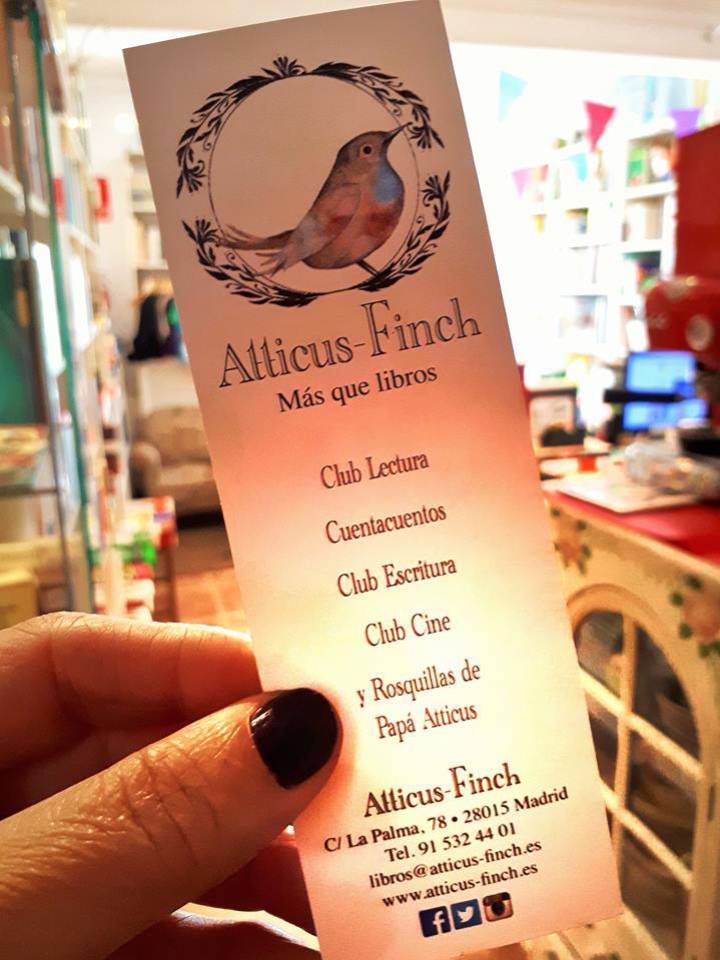 Atticus-Finch
Más que libros
Club Lectura
Cuentacuentos
Club Escritura
Club Cine
y Rosquillas de
Papá Atticus
Atticus-Finch
C/ La Palma, 78 • 28015 Madrid
Tel. 91 532 44 01
libros@atticus-finch.es
www.atticus-finch.es